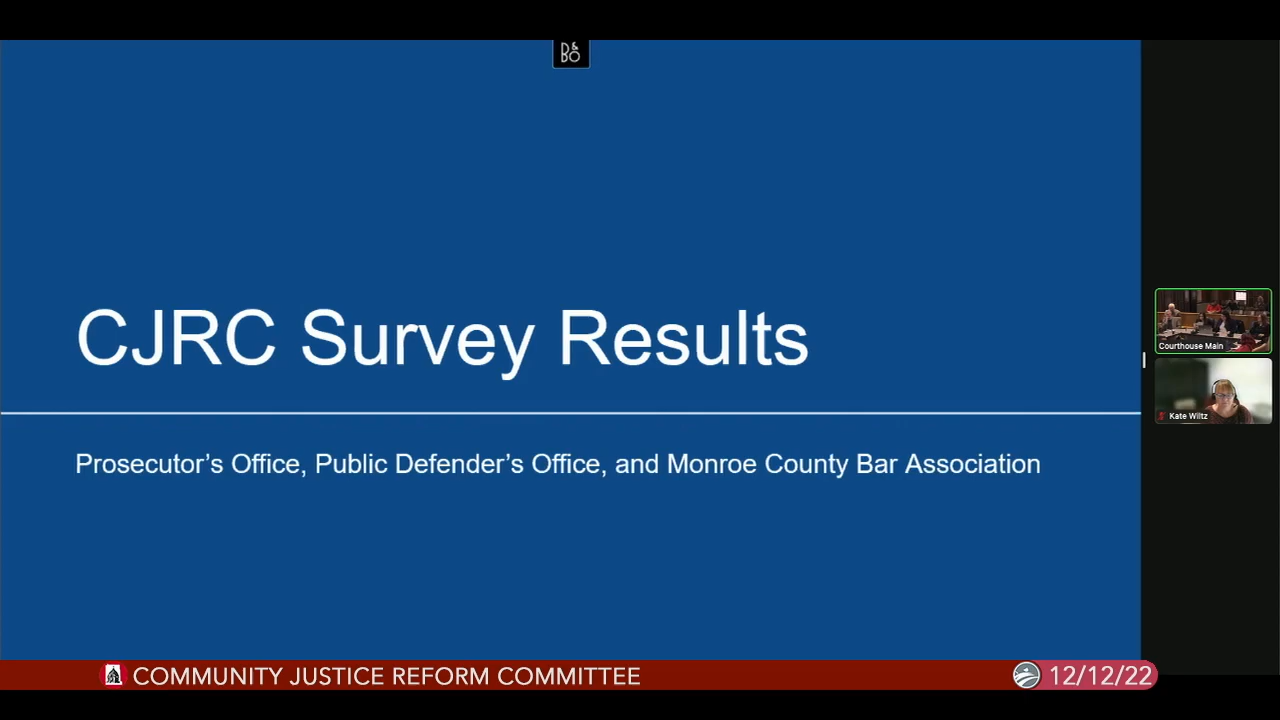 D&
BO
CJRC Survey Results
Prosecutor's Office, Public Defender's Office, and Monroe County Bar Association
Courthouse Main
Kate Wiltz
COMMUNITY JUSTICE REFORM COMMITTEE
12/12/22